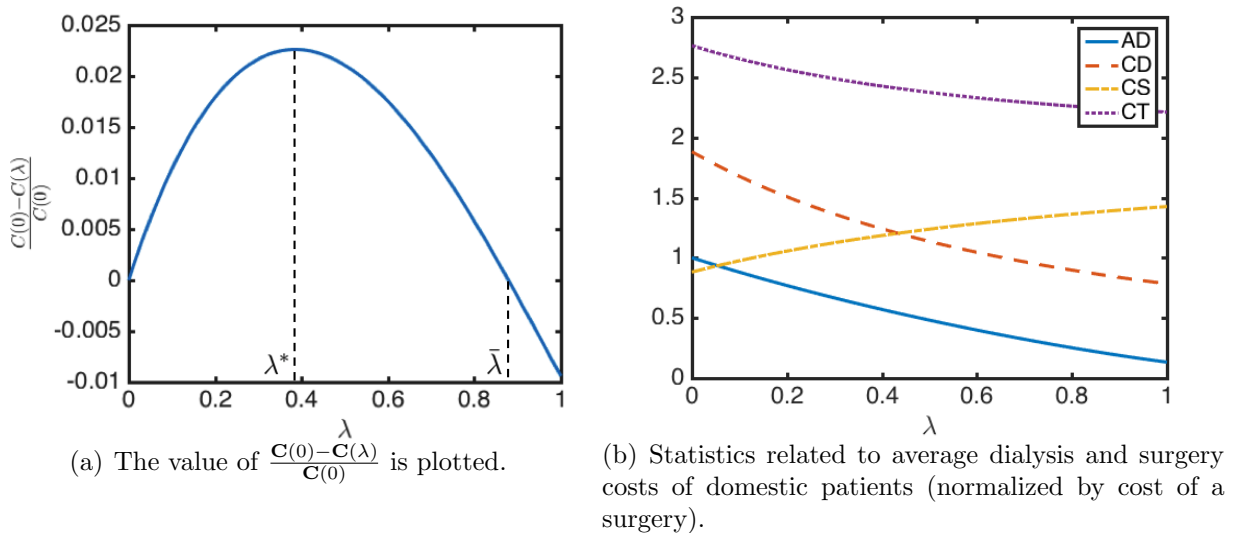 0.025
0.02
0.015
0.01
0.005
0
-0.005
-0.01
C(0)−C(λ)
C(0)
λ*
λ̄
0 0.2 0.4 0.6 0.8 1
λ
(a) The value of C(0)−C(λ)/C(0) is plotted.
3
2.5
2
1.5
1
0.5
0
AD
CD
CS
CT
0 0.2 0.4 0.6 0.8 1
λ
(b) Statistics related to average dialysis and surgery
costs of domestic patients (normalized by cost of a
surgery).